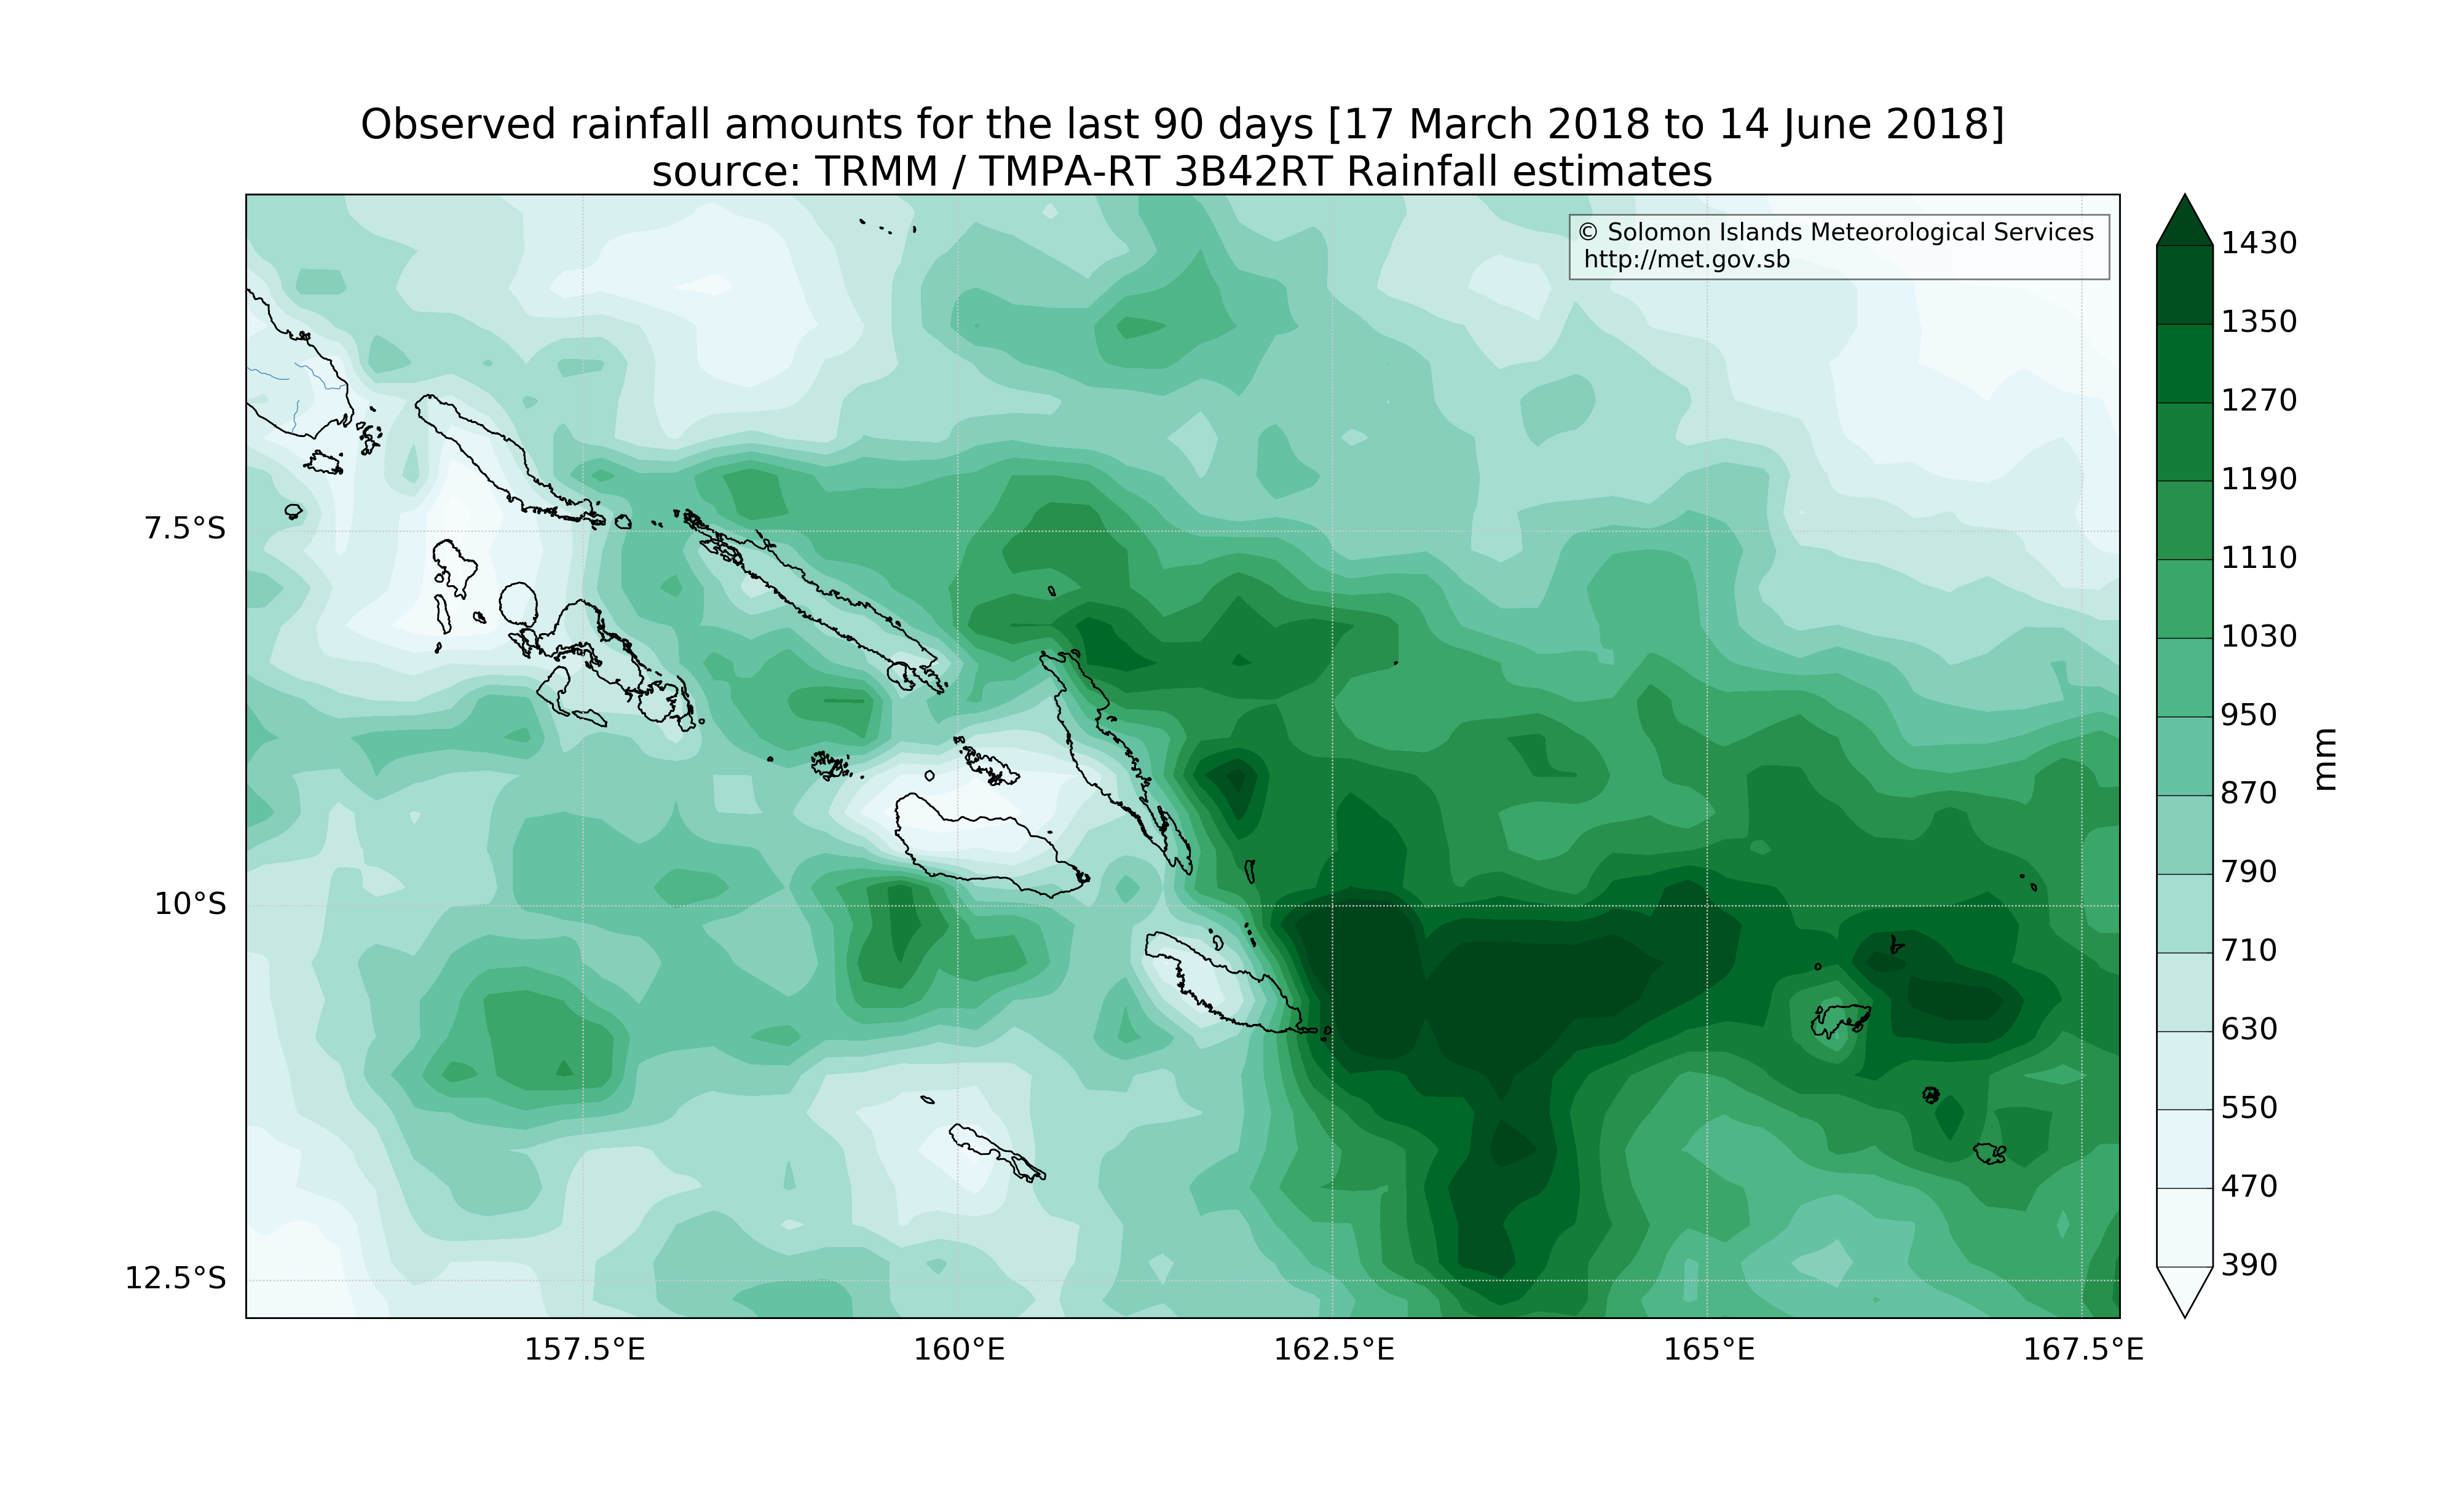 Observed rainfall amounts for the last 90 days [17 March 2018 to 14 June 2018]
source: TRMM / TMPA-RT 3B42RT Rainfall estimates
© Solomon Islands Meteorological Services
http://met.gov.sb
7.5°S
10°S
12.5°S
157.5°E
160°E
162.5°E
165°E
167.5°E
1430
1350
1270
1190
1110
1030
950
870
790
710
630
550
470
390
mm